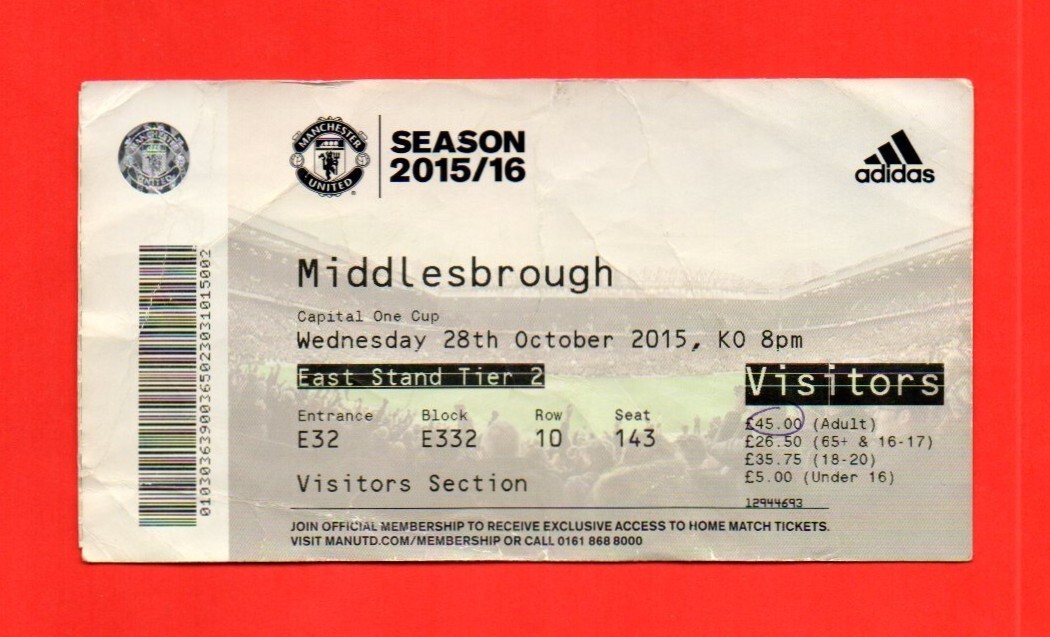 MANCHESTER
UNITED
SEASON
2015/16
adidas
Middlesbrough
Capital One Cup
Wednesday 28th October 2015, KO 8pm
East Stand Tier 2
Visitors
Entrance Block Row Seat
E32 E332 10 143
£45.00 (Adult)
£26.50 (65+ & 16-17)
£35.75 (18-20)
£5.00 (Under 16)
Visitors Section
12944693
JOIN OFFICIAL MEMBERSHIP TO RECEIVE EXCLUSIVE ACCESS TO HOME MATCH TICKETS.
VISIT MANUTD.COM/MEMBERSHIP OR CALL 0161 868 8000